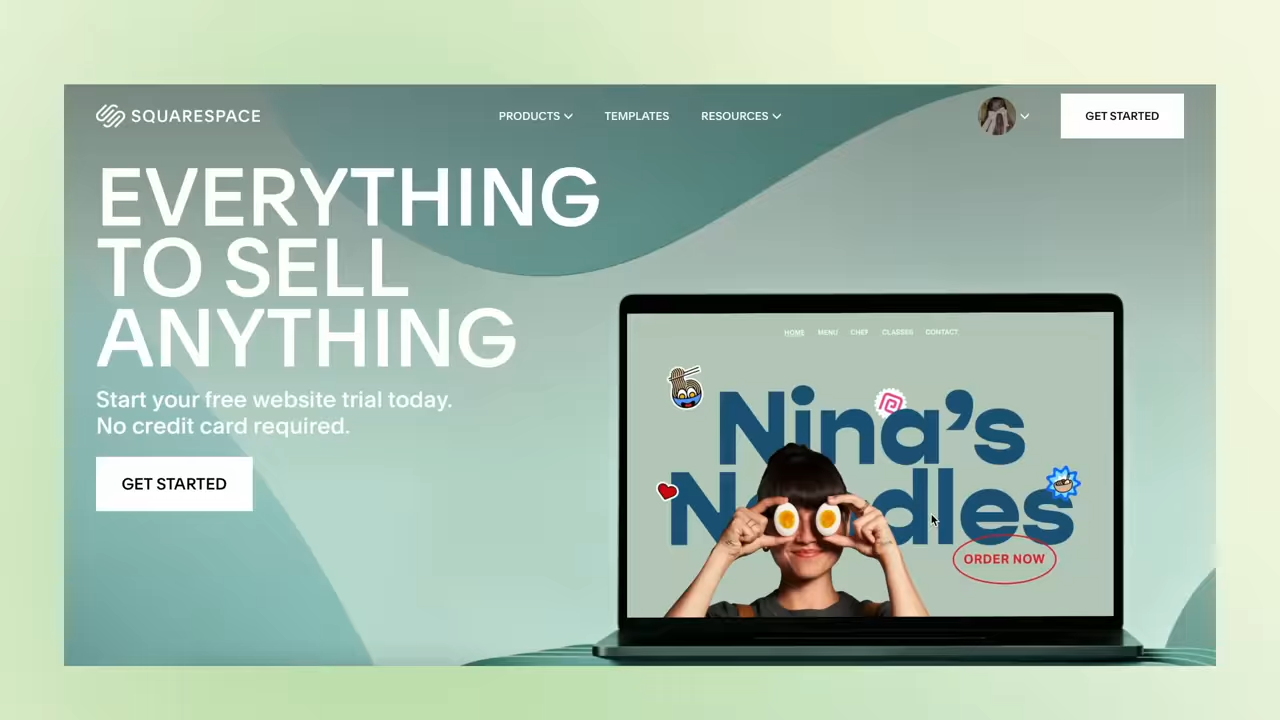 SQUARESPACE
PRODUCTS
TEMPLATES
RESOURCES
GET STARTED
EVERYTHING
TO SELL
ANYTHING
Start your free website trial today.
No credit card required.
GET STARTED
HOME MENU CHEF CLASSES CONTACT
Nina's
Noodles
ORDER NOW